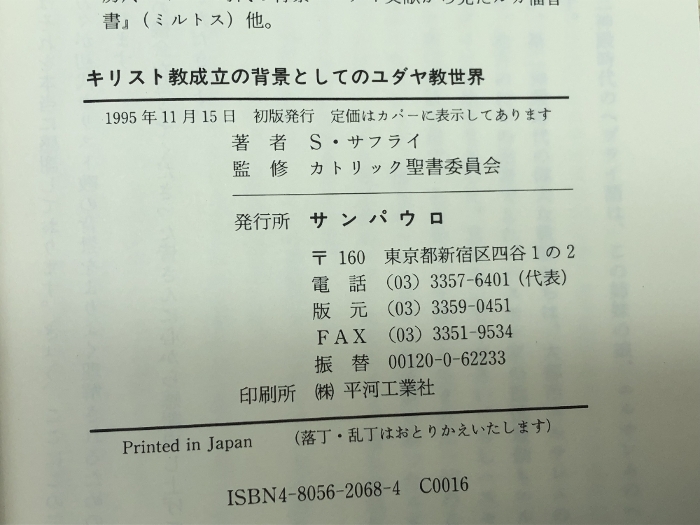 書』（ミルトス）他。
キリスト教成立の背景としてのユダヤ教世界
1995年11月15日　初版発行　定価はカバーに表示してあります
著　者　S・サフライ
監　修　カトリック聖書委員会
発行所　サンパウロ
〒 160　東京都新宿区四谷1の2
電　話　(03) 3357-6401 (代表)
版　元　(03) 3359-0451
FAX　(03) 3351-9534
振　替　00120-0-62233
印刷所　㈱ 平河工業社
Printed in Japan　（落丁・乱丁はおとりかえいたします）
ISBN4-8056-2068-4　C0016